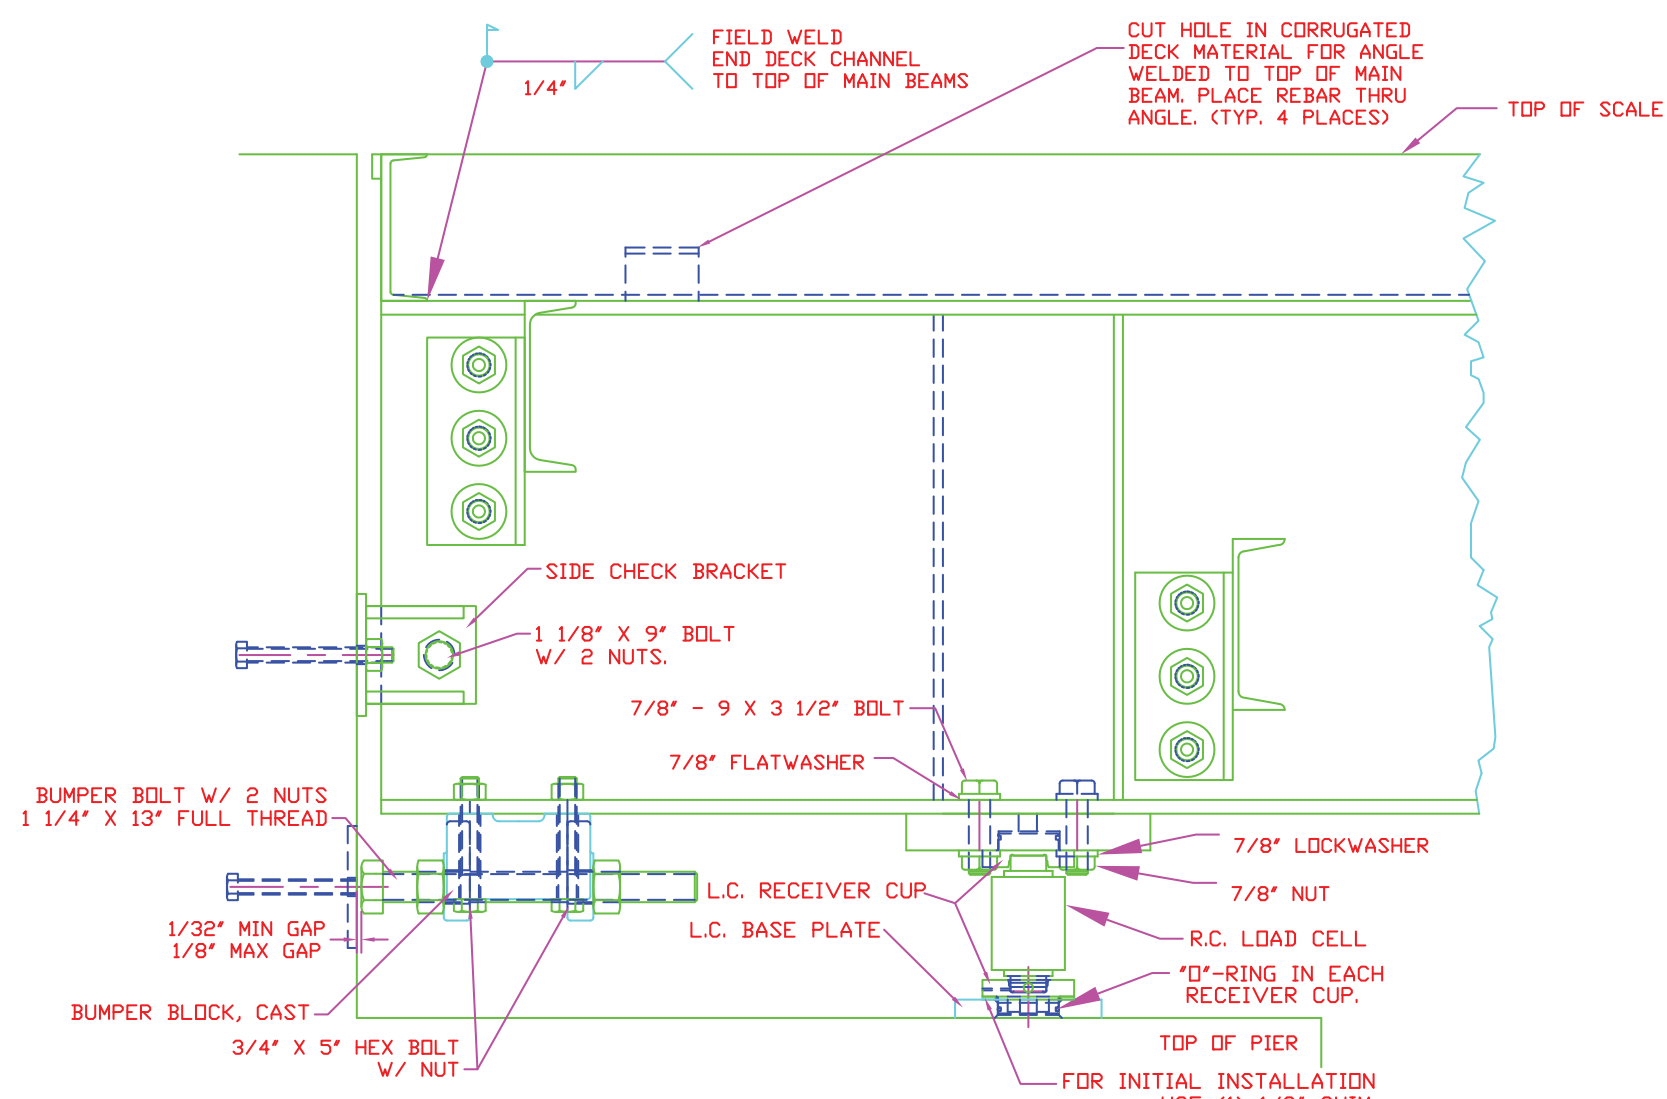 FIELD WELD
END DECK CHANNEL
TO TOP OF MAIN BEAMS
1/4"
CUT HOLE IN CORRUGATED
DECK MATERIAL FOR ANGLE
WELDED TO TOP OF MAIN
BEAM. PLACE REBAR THRU
ANGLE. (TYP. 4 PLACES)
TOP OF SCALE
SIDE CHECK BRACKET
1 1/8" X 9" BOLT
W/ 2 NUTS.
7/8" - 9 X 3 1/2" BOLT
7/8" FLATWASHER
BUMPER BOLT W/ 2 NUTS
1 1/4" X 13" FULL THREAD
7/8" LOCKWASHER
7/8" NUT
L.C. RECEIVER CUP
L.C. BASE PLATE
1/32" MIN GAP
1/8" MAX GAP
R.C. LOAD CELL
"O"-RING IN EACH
RECEIVER CUP.
BUMPER BLOCK, CAST
3/4" X 5" HEX BOLT
W/ NUT
TOP OF PIER
FOR INITIAL INSTALLATION